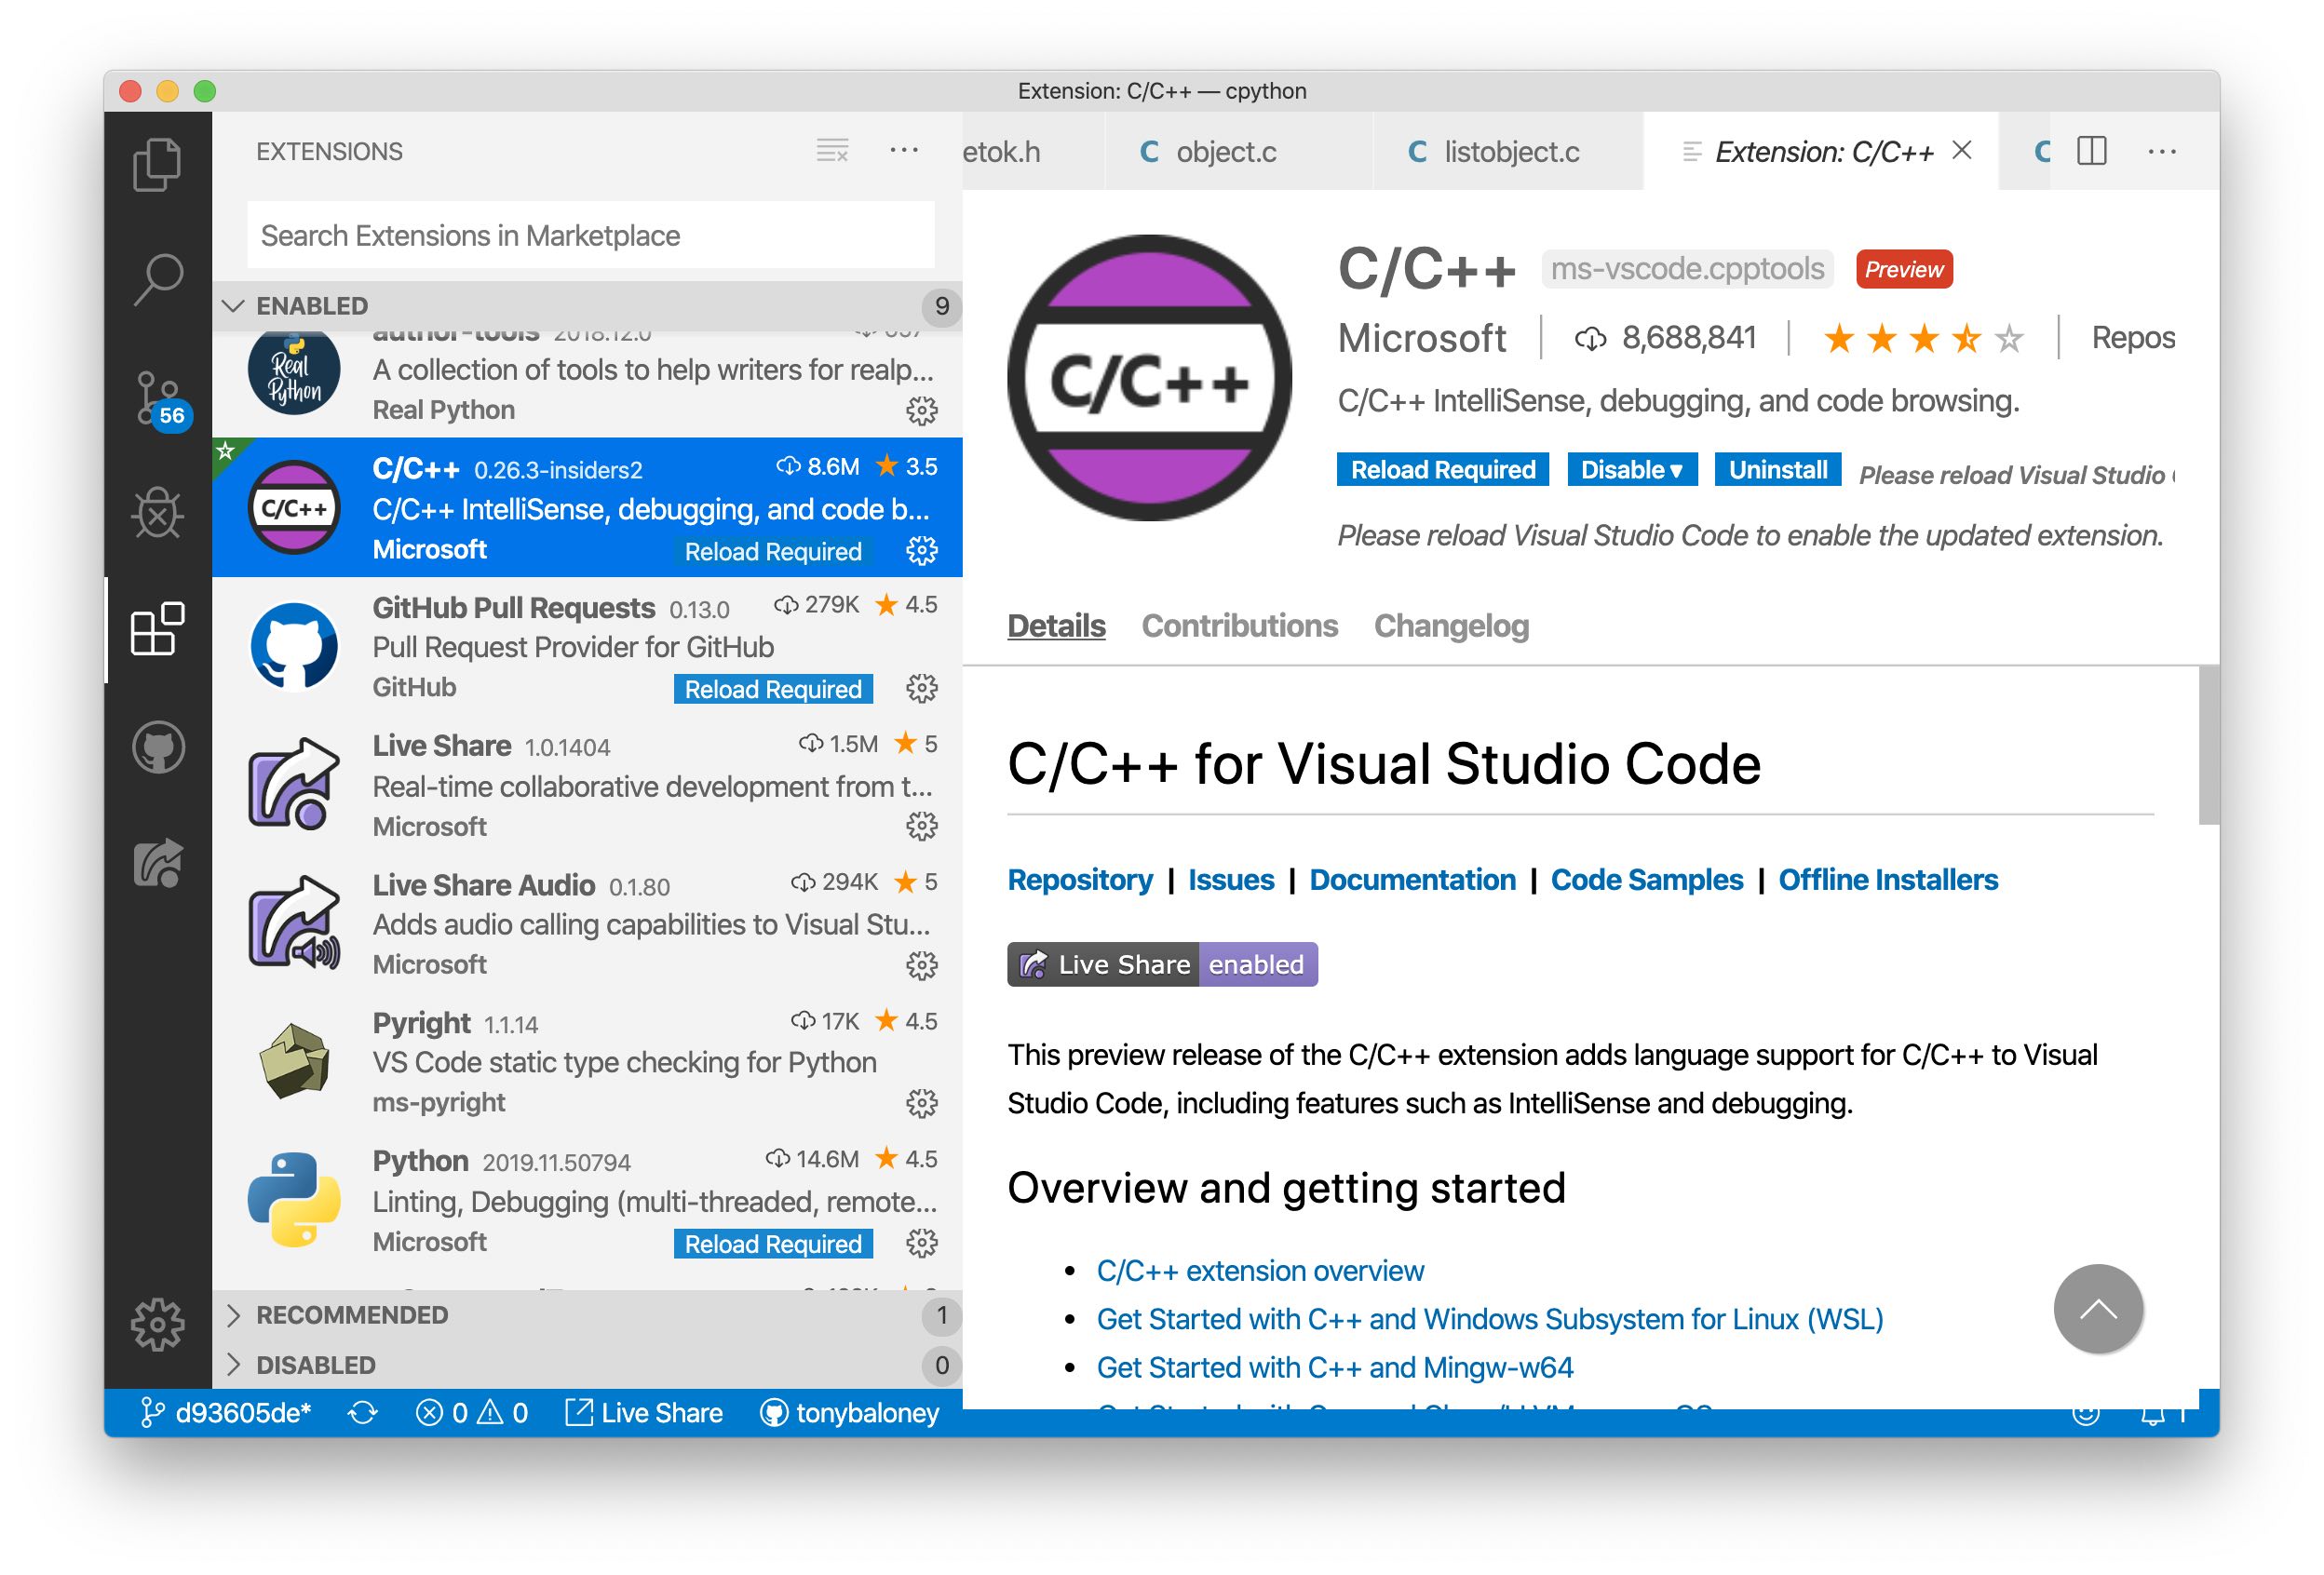 Extension: C/C++ — cpython
EXTENSIONS
Search Extensions in Marketplace
ENABLED 9
author-tools 2018.12.0
Real Python
A collection of tools to help writers for realp...
Real Python
C/C++ 0.26.3-insiders2 8.6M 3.5
C/C++
C/C++ IntelliSense, debugging, and code b...
Microsoft Reload Required
GitHub Pull Requests 0.13.0 279K 4.5
Pull Request Provider for GitHub
GitHub Reload Required
Live Share 1.0.1404 1.5M 5
Real-time collaborative development from t...
Microsoft
Live Share Audio 0.1.80 294K 5
Adds audio calling capabilities to Visual Stu...
Microsoft
Pyright 1.1.14 17K 4.5
VS Code static type checking for Python
ms-pyright
Python 2019.11.50794 14.6M 4.5
Linting, Debugging (multi-threaded, remote...
Microsoft Reload Required
RECOMMENDED 1
DISABLED 0
56
etok.h C object.c C listobject.c Extension: C/C++ C
C/C++
C/C++ ms-vscode.cpptools Preview
Microsoft 8,688,841 Repos
C/C++ IntelliSense, debugging, and code browsing.
Reload Required Disable Uninstall Please reload Visual Studio
Please reload Visual Studio Code to enable the updated extension.
Details Contributions Changelog
C/C++ for Visual Studio Code
Repository | Issues | Documentation | Code Samples | Offline Installers
Live Share enabled
This preview release of the C/C++ extension adds language support for C/C++ to Visual
Studio Code, including features such as IntelliSense and debugging.
Overview and getting started
• C/C++ extension overview
• Get Started with C++ and Windows Subsystem for Linux (WSL)
• Get Started with C++ and Mingw-w64
d93605de* 0 0 Live Share tonybaloney